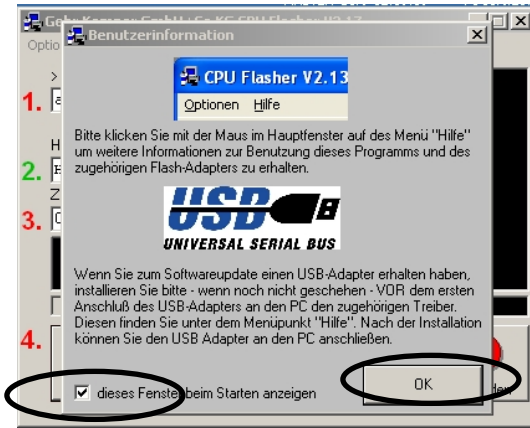 Benutzerinformation
Optio
CPU Flasher V2.13
Optionen Hilfe
1.
Bitte klicken Sie mit der Maus im Hauptfenster auf das Menü "Hilfe"
um weitere Informationen zur Benutzung dieses Programms und des
zugehörigen Flash-Adapters zu erhalten.
2.
3.
USB
UNIVERSAL SERIAL BUS
Wenn Sie zum Softwareupdate einen USB-Adapter erhalten haben,
installieren Sie bitte - wenn noch nicht geschehen - VOR dem ersten
Anschluß des USB-Adapters an den PC den zugehörigen Treiber.
Diesen finden Sie unter dem Menüpunkt "Hilfe". Nach der Installation
können Sie den USB Adapter an den PC anschließen.
4.
dieses Fenster beim Starten anzeigen
OK